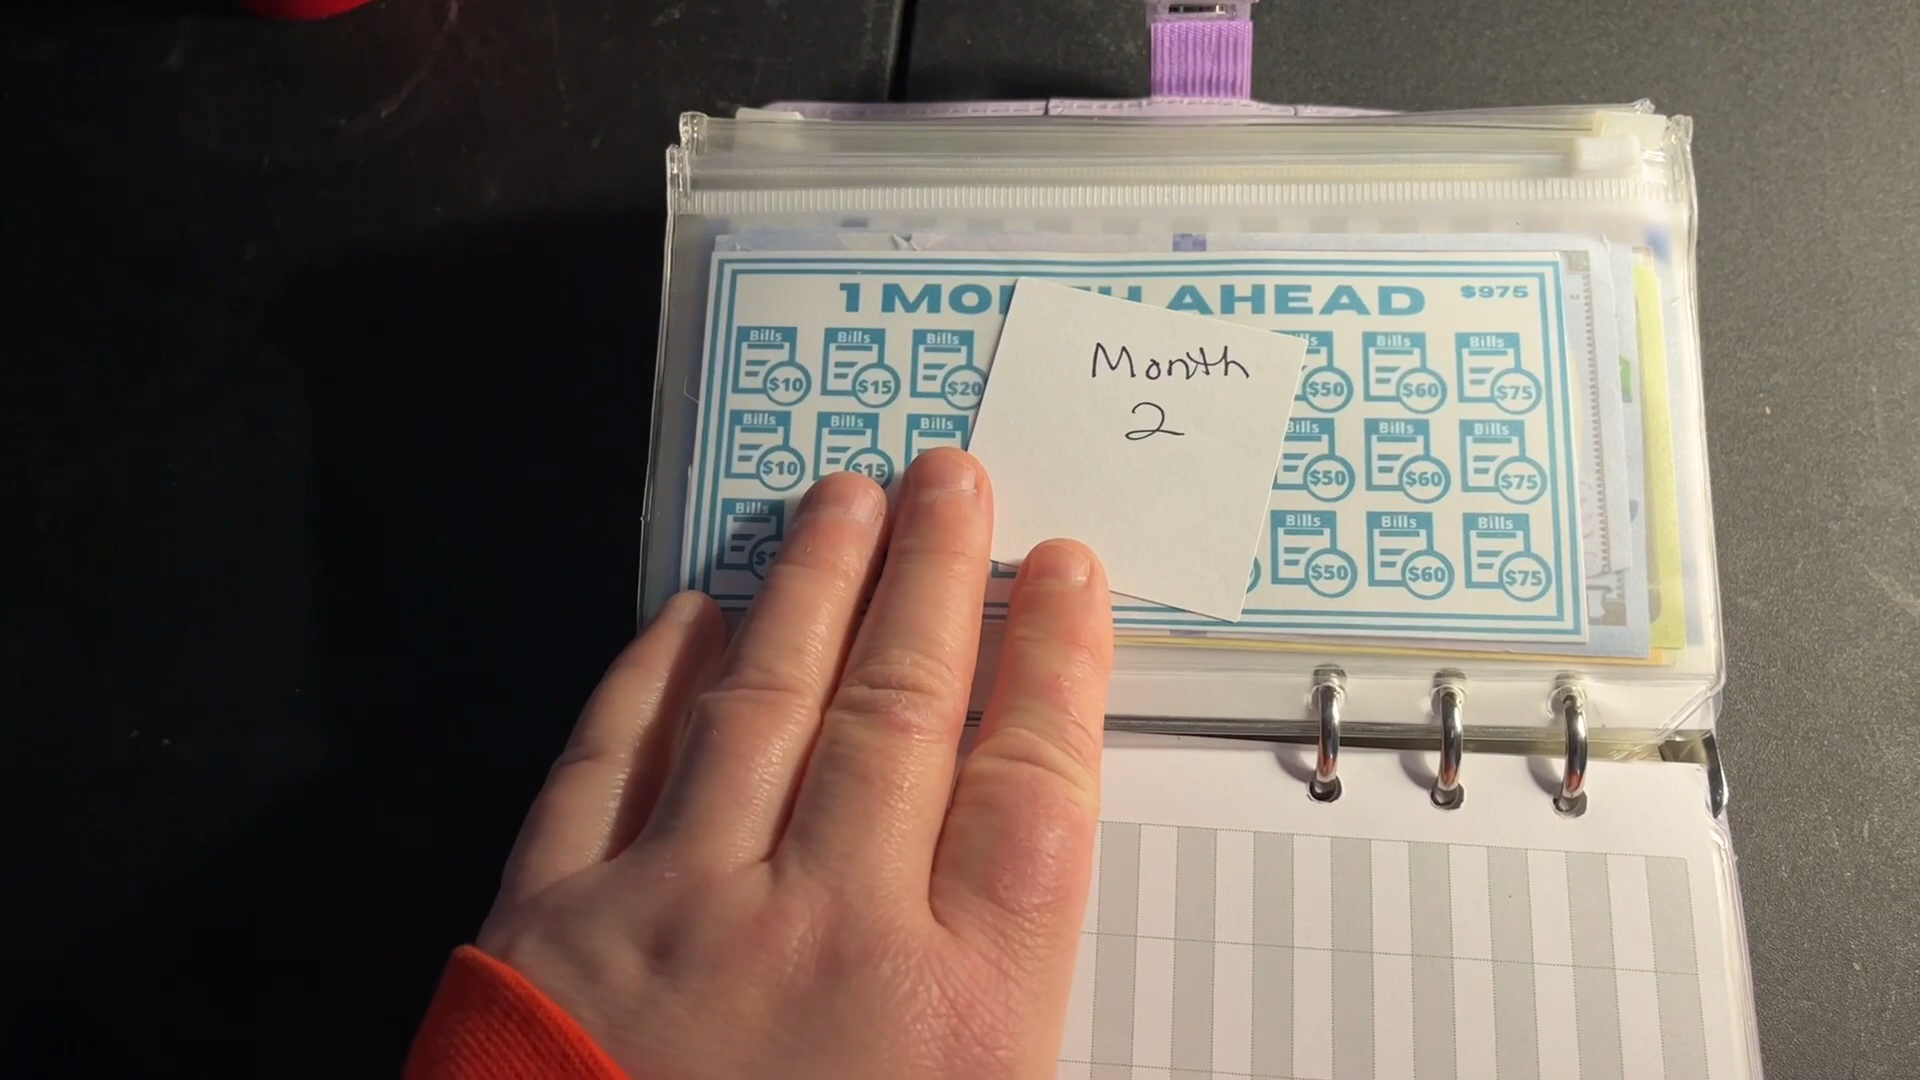 1 MO H AHEAD $975
Month
2
Bills Bills Bills Bills Bills
$10 $15 $20 $50 $60 $75
Bills Bills Bills Bills Bills Bills
$10 $15 $50 $60 $75
Bills Bills Bills Bills
$50 $60 $75